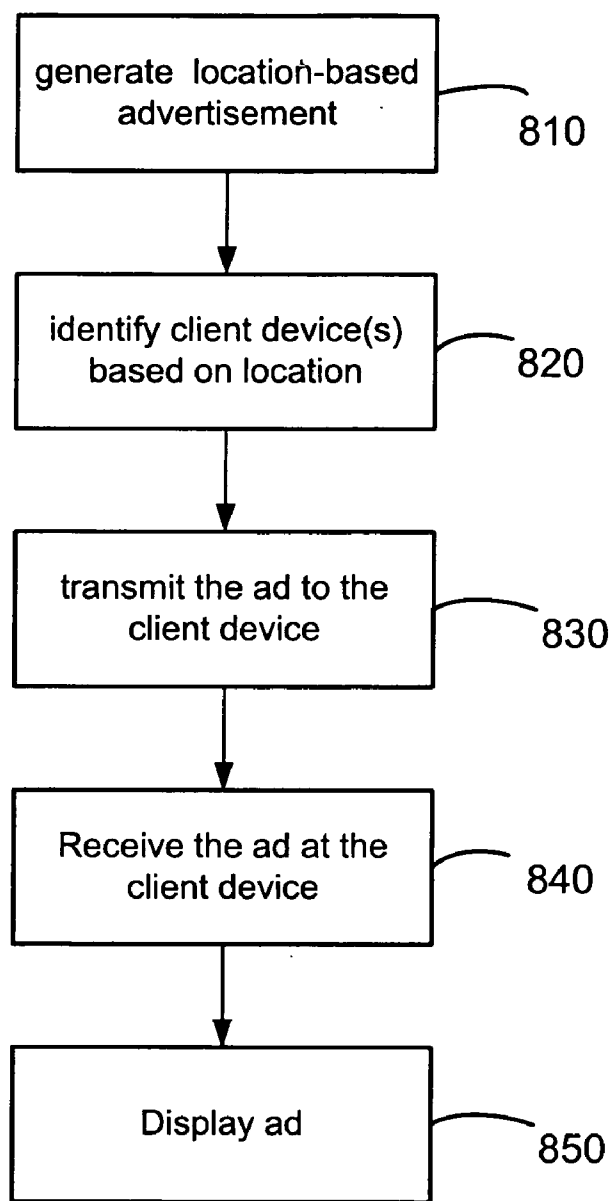 generate location-based
advertisement
810
identify client device(s)
based on location
820
transmit the ad to the
client device
830
Receive the ad at the
client device
840
Display ad
850